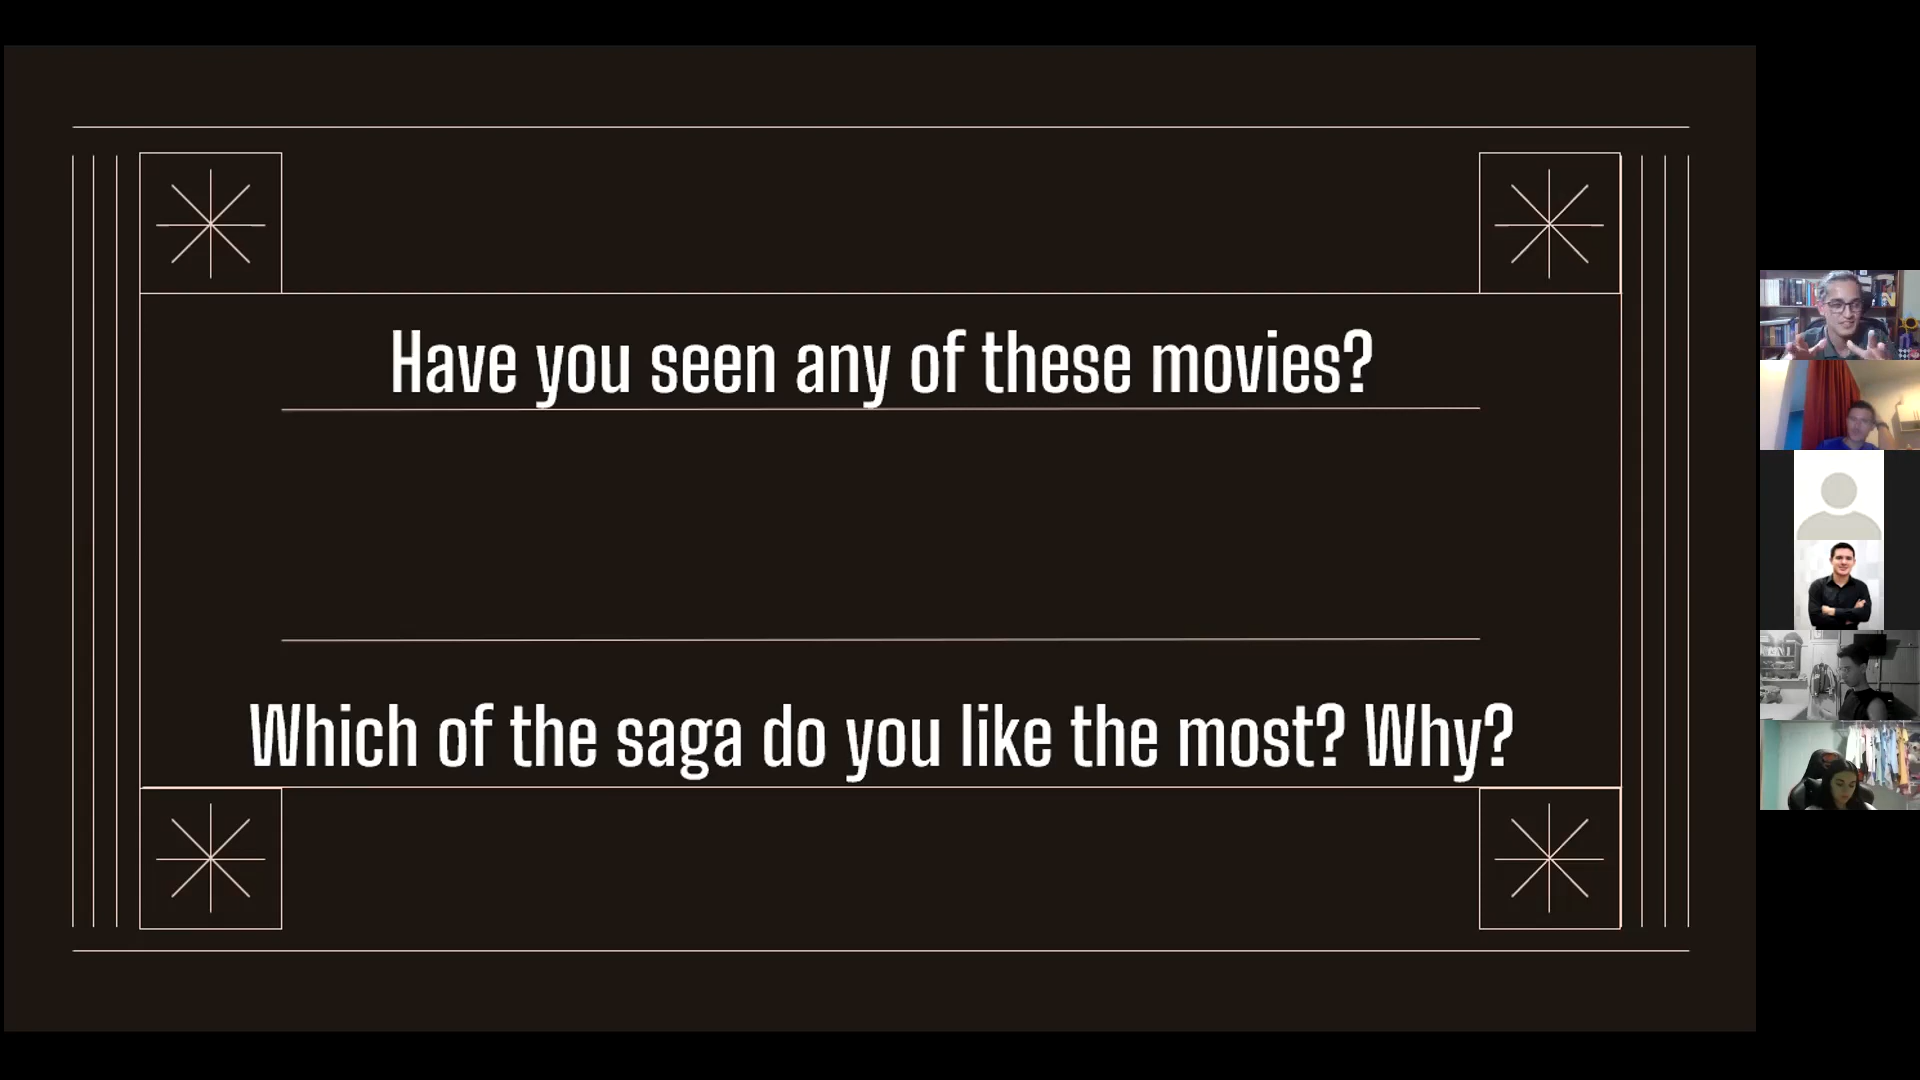 Have you seen any of these movies?
Which of the saga do you like the most? Why?